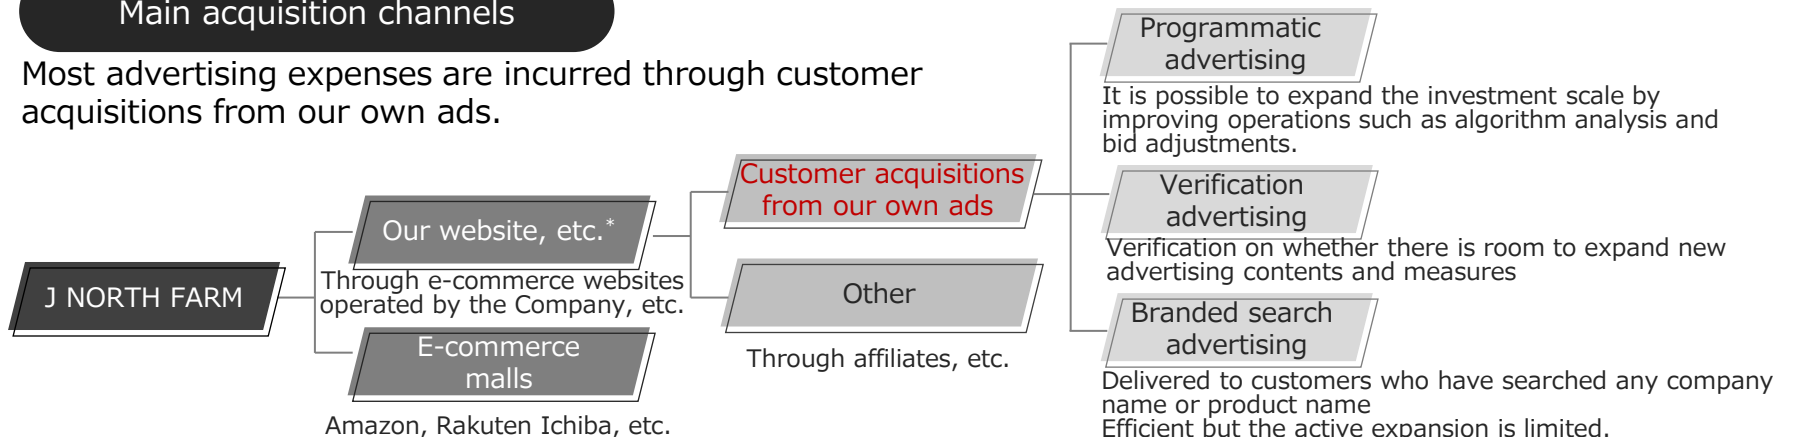 Main acquisition channels
Most advertising expenses are incurred through customer
acquisitions from our own ads.
J NORTH FARM
Our website, etc.*
Through e-commerce websites
operated by the Company, etc.
E-commerce
malls
Amazon, Rakuten Ichiba, etc.
Customer acquisitions
from our own ads
Other
Through affiliates, etc.
Programmatic
advertising
It is possible to expand the investment scale by
improving operations such as algorithm analysis and
bid adjustments.
Verification
advertising
Verification on whether there is room to expand new
advertising contents and measures
Branded search
advertising
Delivered to customers who have searched any company
name or product name
Efficient but the active expansion is limited.